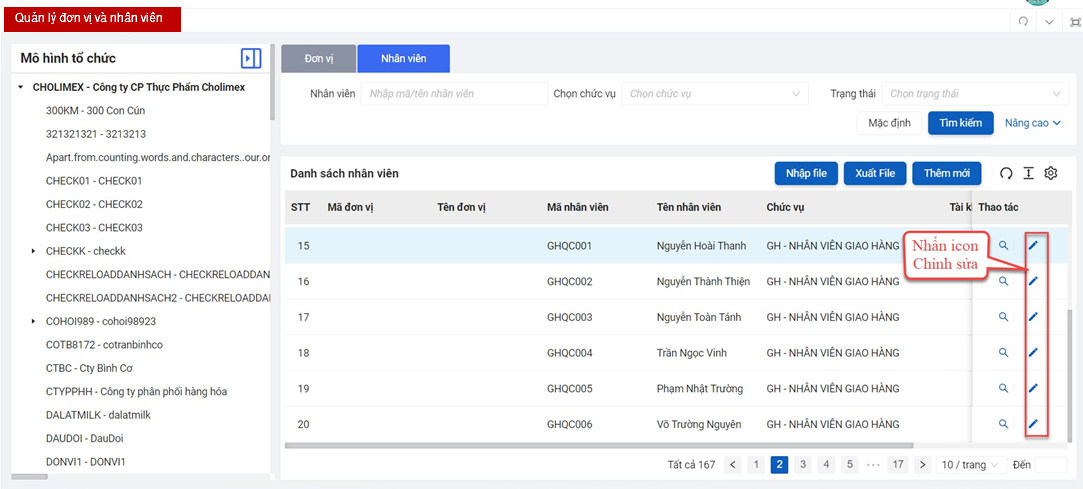 Quản lý đơn vị và nhân viên
Mô hình tổ chức
CHOLIMEX - Công ty CP Thực Phẩm Cholimex
300KM - 300 Con Cún
321321321 - 3213213
Apart.from.counting.words.and.characters..our.or
CHECK01 - CHECK01
CHECK02 - CHECK02
CHECK03 - CHECK03
CHECKK - checkk
CHECKRELOADDANHSACH - CHECKRELOADDAN
CHECKRELOADDANHSACH2 - CHECKRELOADDAI
COHOI989 - cohoi98923
COTB8172 - cotranbinhco
CTBC - Cty Bình Cơ
CTYPPHH - Công ty phân phối hàng hóa
DALATMILK - dalatmilk
DAUDOI - DauDoi
DONVI1 - DONVI1
Đơn vị Nhân viên
Nhân viên Nhập mã/tên nhân viên Chọn chức vụ Chọn chức vụ Trạng thái Chọn trạng thái
Mặc định Tìm kiếm Nâng cao
Danh sách nhân viên Nhập file Xuất File Thêm mới
STT Mã đơn vị Tên đơn vị Mã nhân viên Tên nhân viên Chức vụ Tài k Thao tác
15 GHQC001 Nguyễn Hoài Thanh GH - NHÂN VIÊN GIAO HÀNG
16 GHQC002 Nguyễn Thành Thiện GH - NHÂN VIÊN GIAO HÀNG
17 GHQC003 Nguyễn Toàn Tánh GH - NHÂN VIÊN GIAO HÀNG
18 GHQC004 Trần Ngọc Vinh GH - NHÂN VIÊN GIAO HÀNG
19 GHQC005 Phạm Nhật Trường GH - NHÂN VIÊN GIAO HÀNG
20 GHQC006 Võ Trường Nguyên GH - NHÂN VIÊN GIAO HÀNG
Nhấn icon
Chỉnh sửa
Tất cả 167 1 2 3 4 5 ••• 17 10 / trang Đến